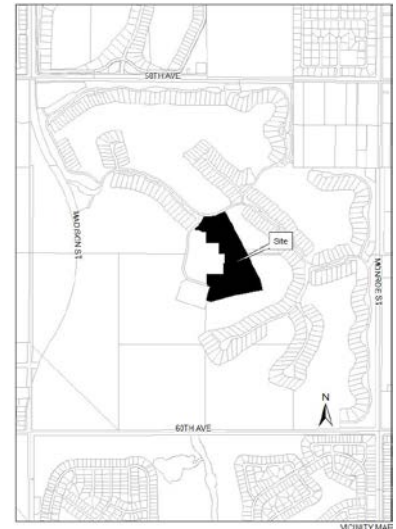 58TH AVE
MADISON ST
Site
MONROE ST
N
60TH AVE
VICINITY MAP